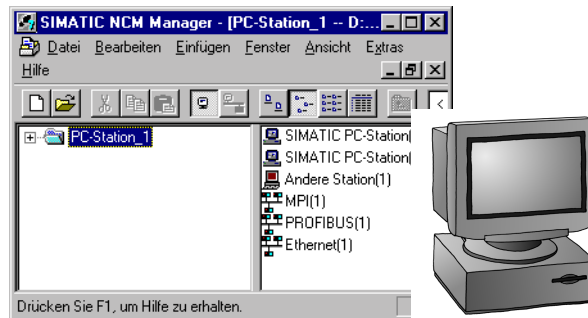 SIMATIC NCM Manager - [PC-Station_1 -- D:...
Datei Bearbeiten Einfügen Fenster Ansicht Extras
Hilfe
PC-Station_1
SIMATIC PC-Station(
SIMATIC PC-Station(
Andere Station(1)
MPI(1)
PROFIBUS(1)
Ethernet(1)
Drücken Sie F1, um Hilfe zu erhalten.